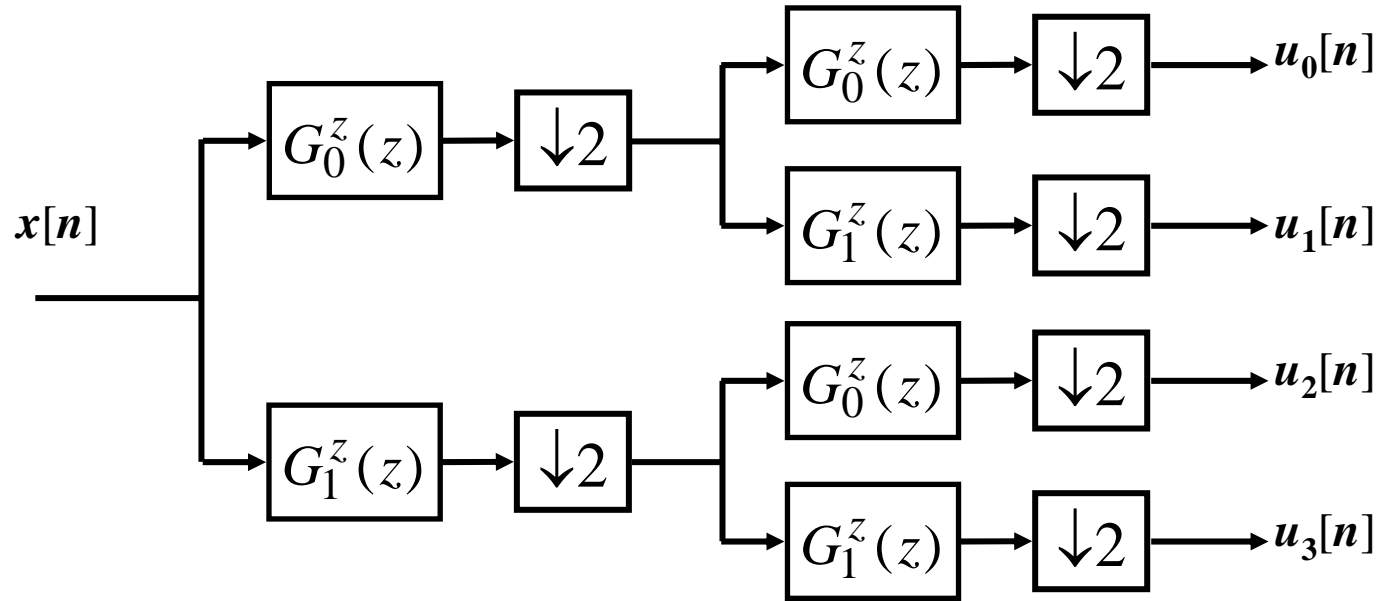 x[n]
G_0^z(z)
↓2
G_1^z(z)
↓2
G_0^z(z)
↓2
u_0[n]
G_1^z(z)
↓2
u_1[n]
G_0^z(z)
↓2
u_2[n]
G_1^z(z)
↓2
u_3[n]